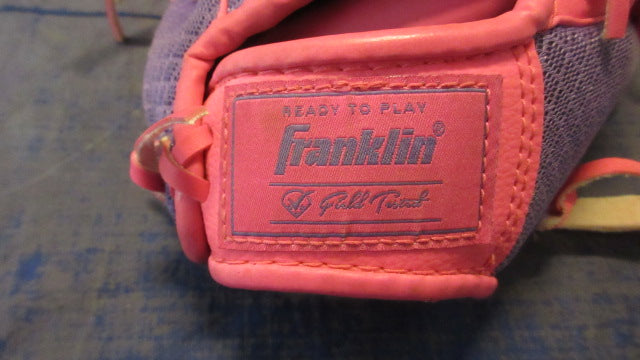 READY TO PLAY
Franklin®
Field Tested